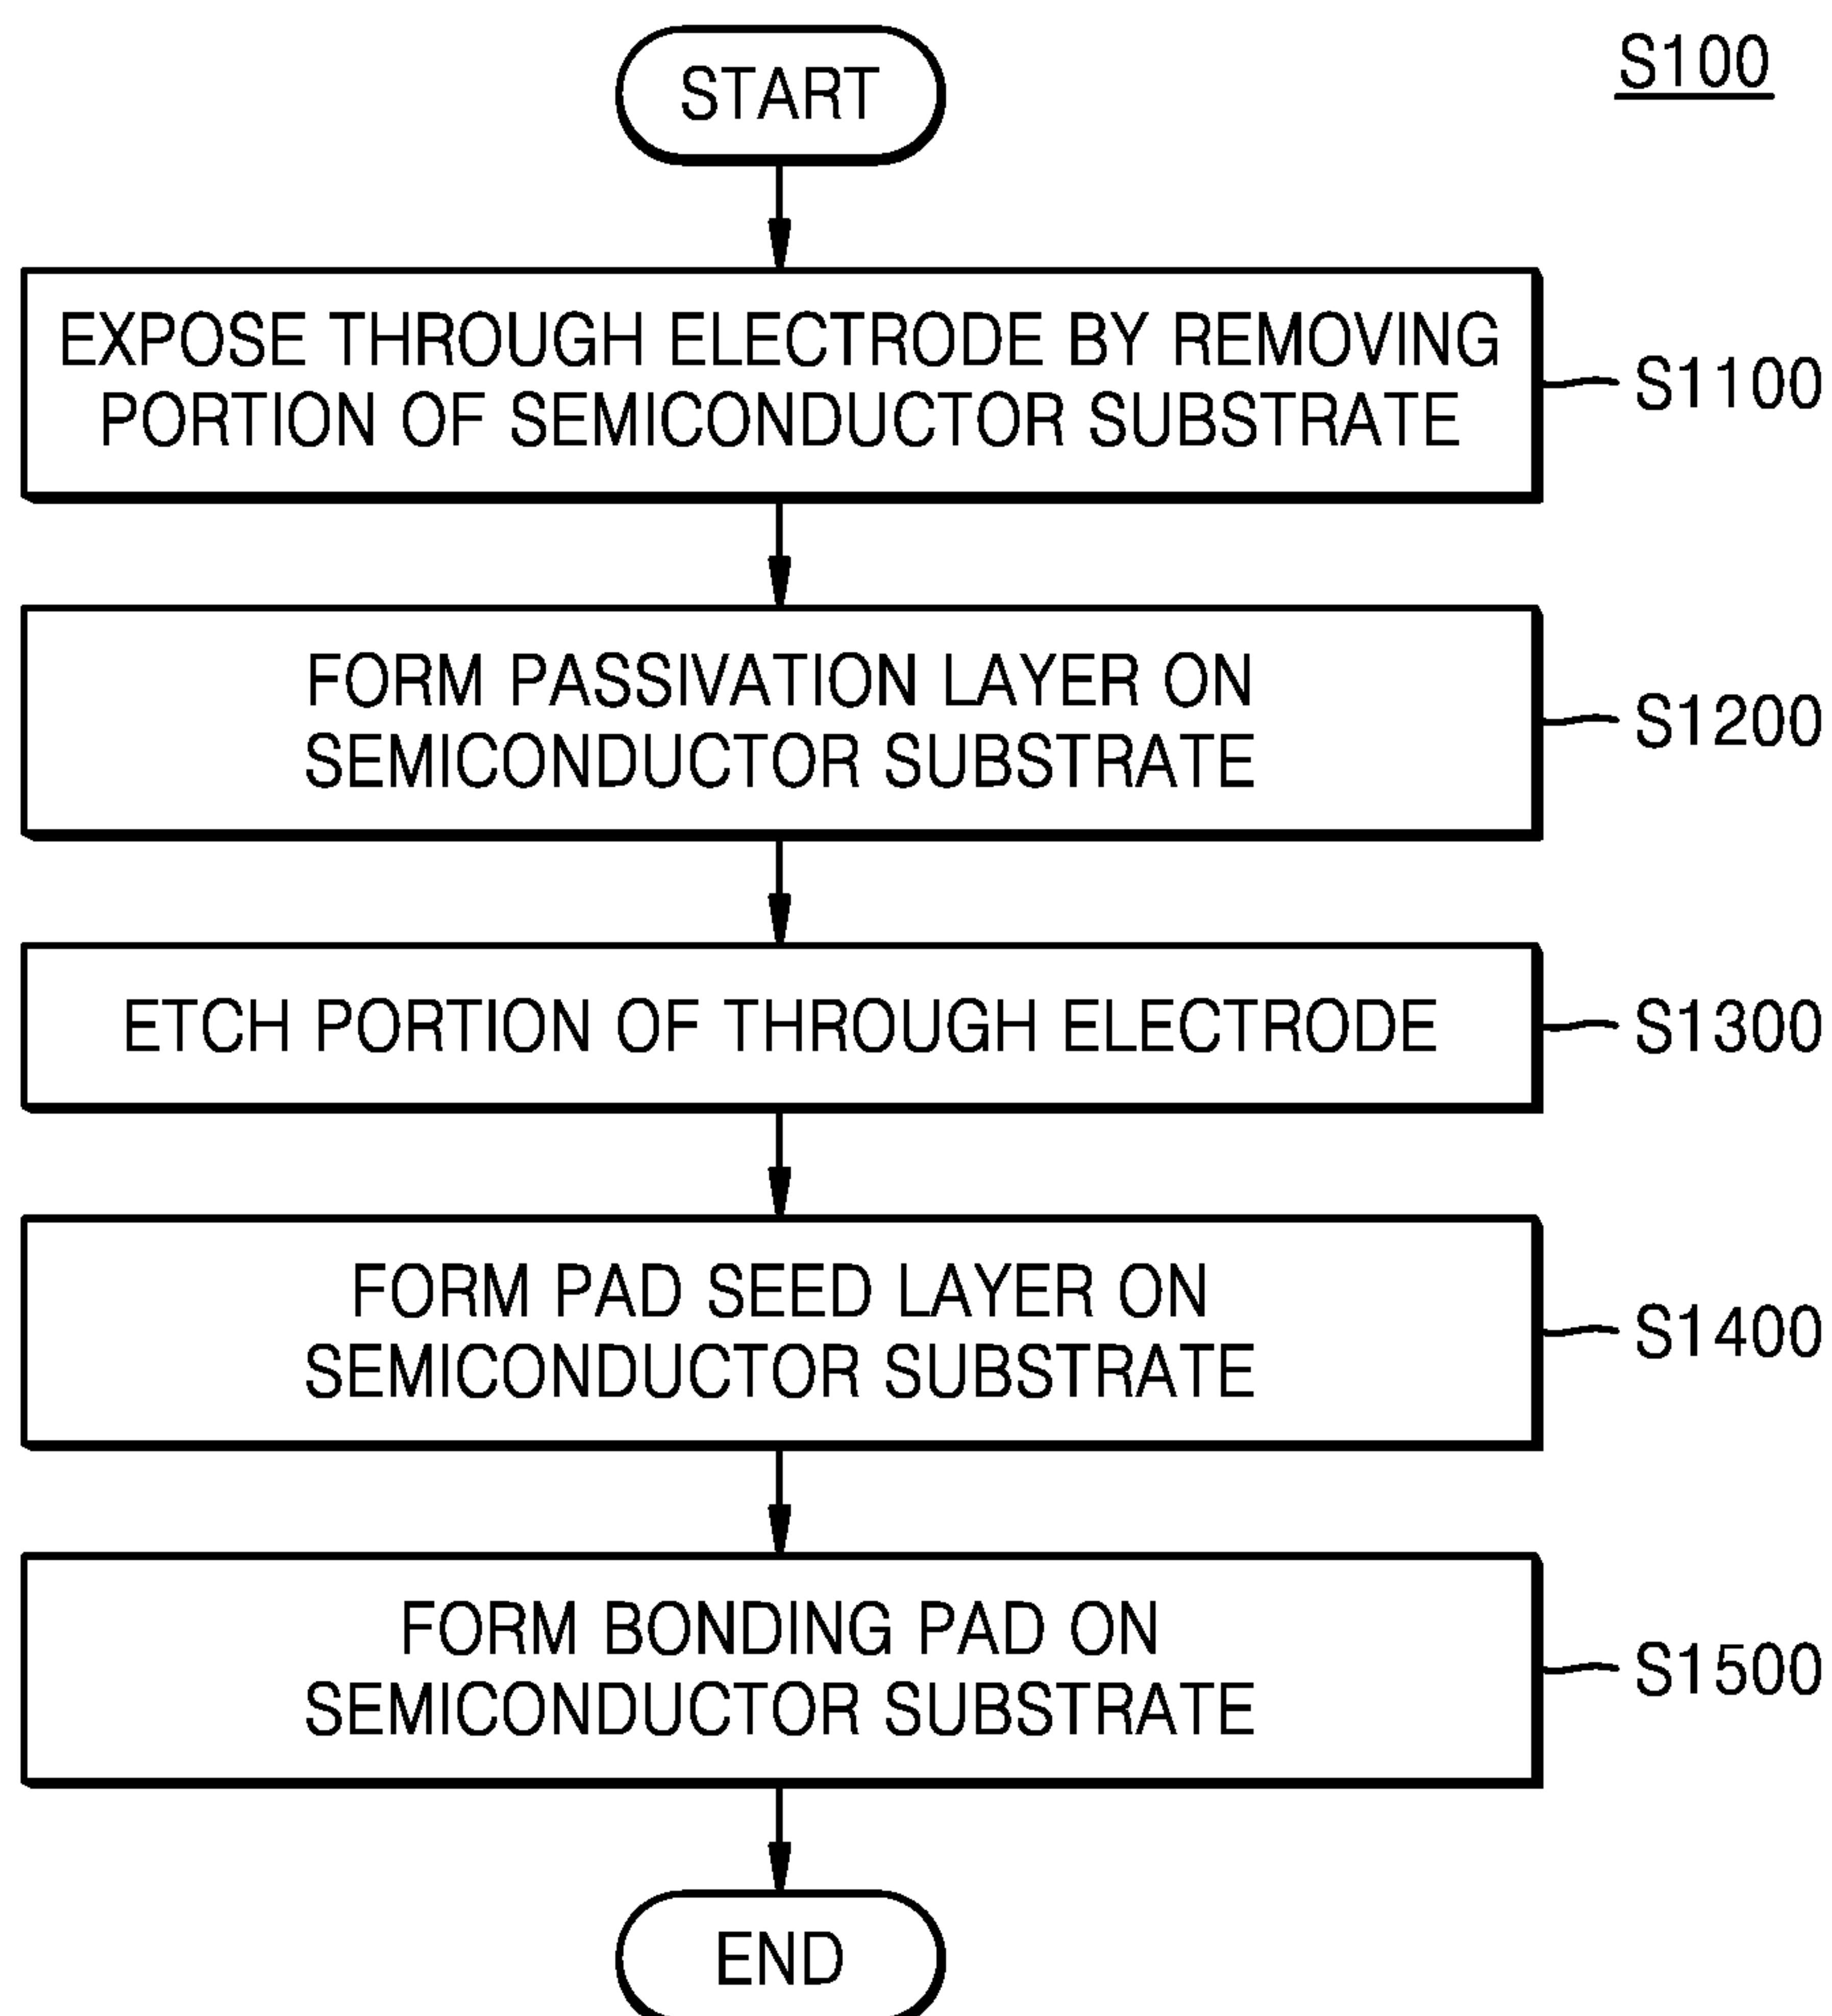 S100
START
EXPOSE THROUGH ELECTRODE BY REMOVING
PORTION OF SEMICONDUCTOR SUBSTRATE
S1100
FORM PASSIVATION LAYER ON
SEMICONDUCTOR SUBSTRATE
S1200
ETCH PORTION OF THROUGH ELECTRODE
S1300
FORM PAD SEED LAYER ON
SEMICONDUCTOR SUBSTRATE
S1400
FORM BONDING PAD ON
SEMICONDUCTOR SUBSTRATE
S1500
END